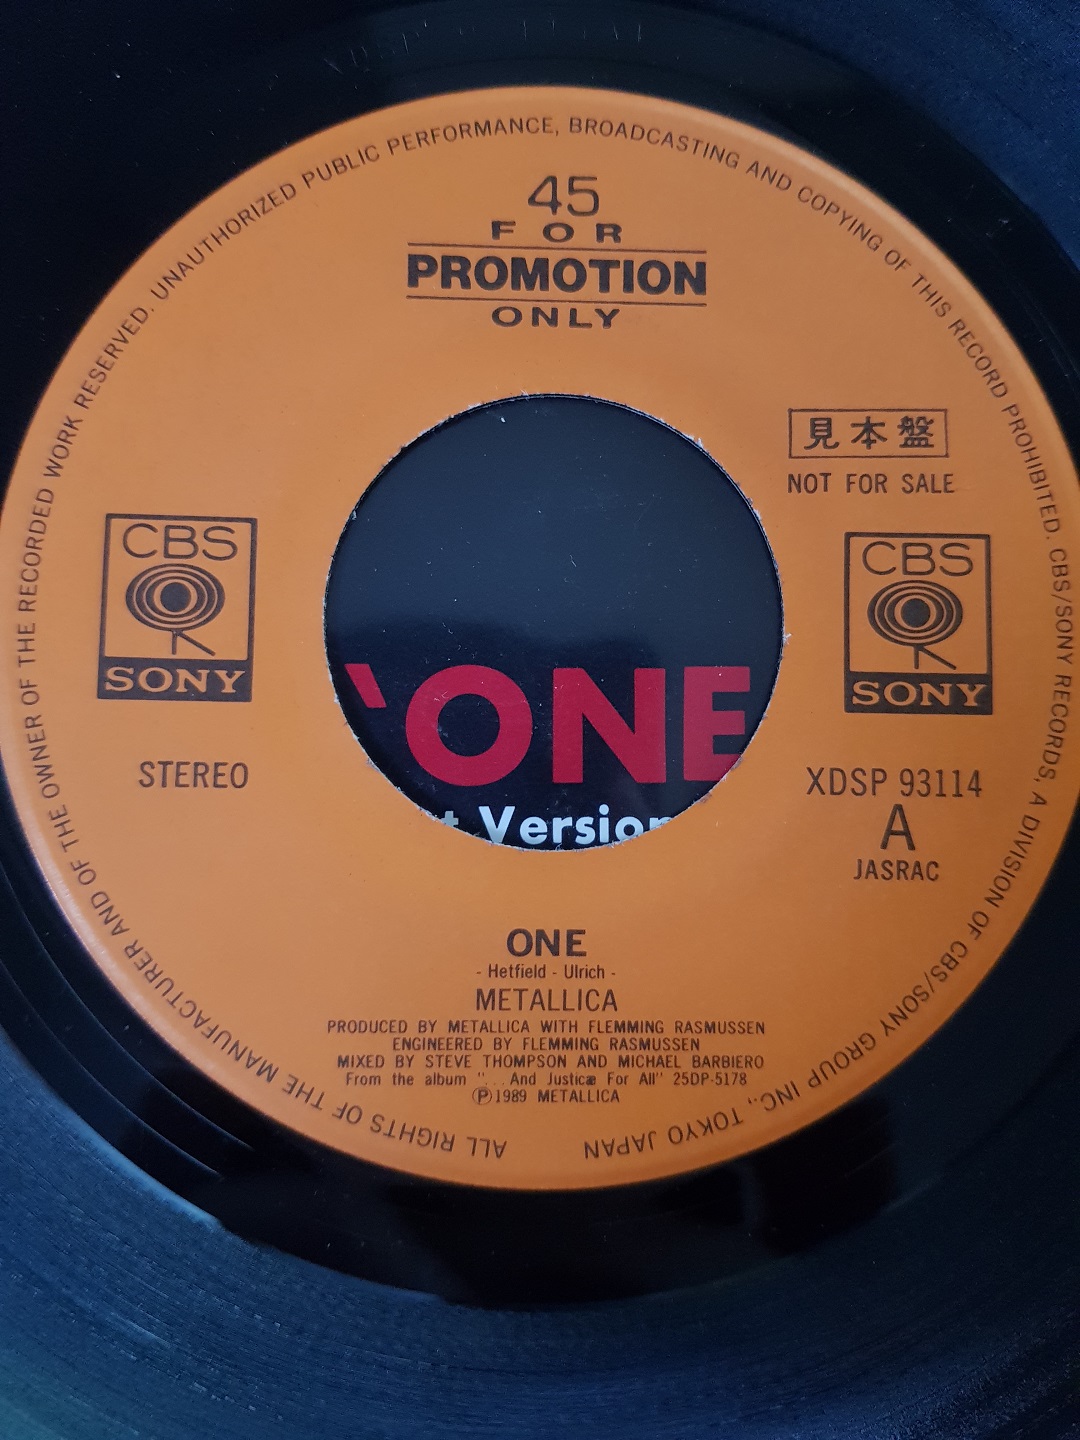 ALL RIGHTS OF THE MANUFACTURER AND OF THE OWNER OF THE RECORDED WORK RESERVED. UNAUTHORIZED PUBLIC PERFORMANCE, BROADCASTING AND COPYING OF THIS RECORD PROHIBITED. CBS/SONY RECORDS, A DIVISION OF CBS/SONY GROUP INC., TOKYO JAPAN
45
FOR
PROMOTION
ONLY
見本盤
NOT FOR SALE
CBS
SONY
CBS
SONY
STEREO
XDSP 93114
A
JASRAC
'ONE
Version
ONE
- Hetfield - Ulrich -
METALLICA
PRODUCED BY METALLICA WITH FLEMMING RASMUSSEN
ENGINEERED BY FLEMMING RASMUSSEN
MIXED BY STEVE THOMPSON AND MICHAEL BARBIERO
From the album "...And Justice For All" 25DP-5178
Ⓟ1989 METALLICA